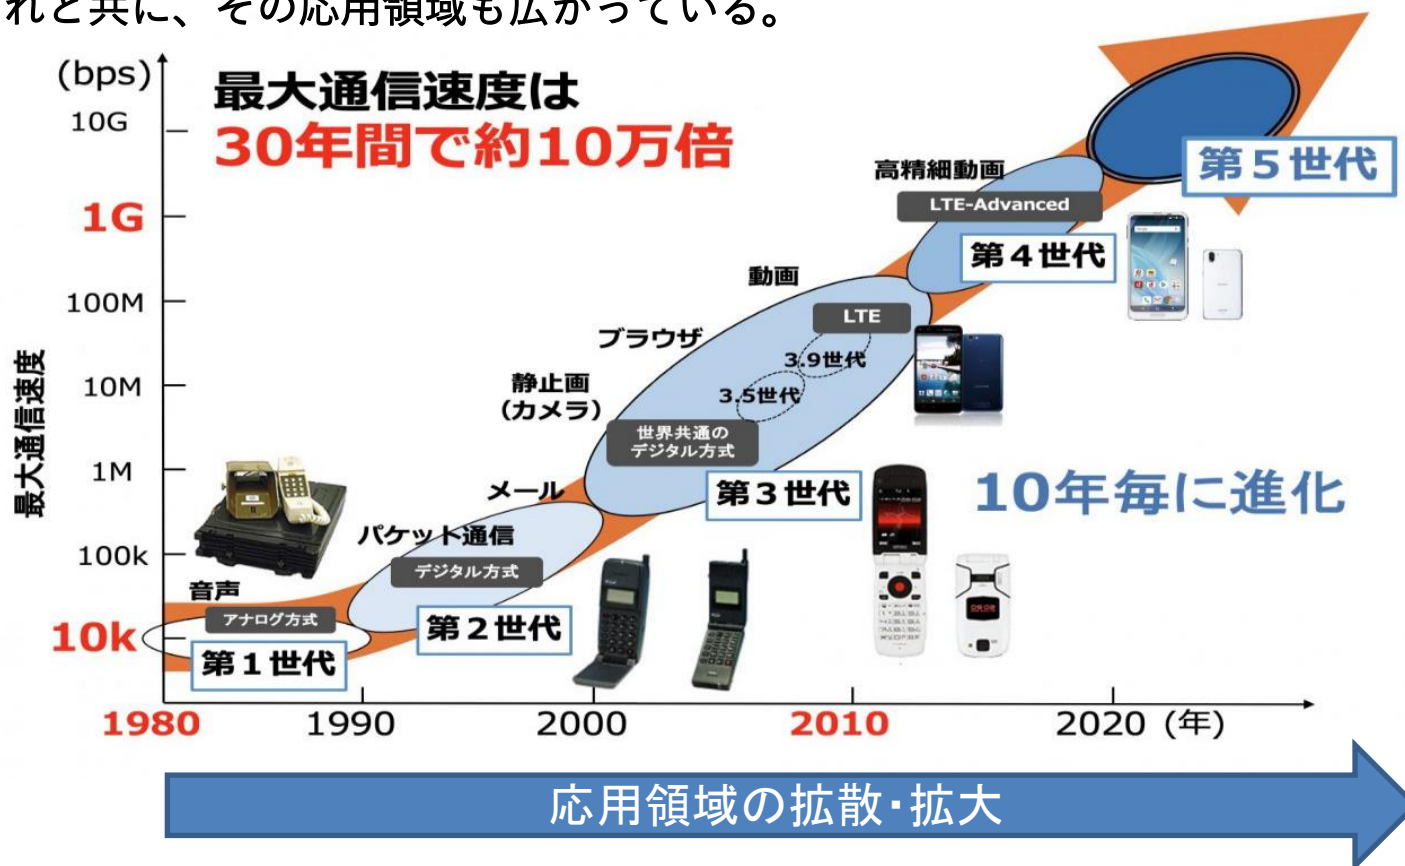 れと共に、その応用領域も広がっている。
(bps)
最大通信速度は
30年間で約10万倍
10G
1G
100M
10M
1M
100k
10k
最大通信速度
高精細動画
LTE-Advanced
第5世代
第4世代
動画
LTE
ブラウザ
3.9世代
静止画
(カメラ)
3.5世代
世界共通の
デジタル方式
第3世代
10年毎に進化
メール
パケット通信
デジタル方式
第2世代
音声
アナログ方式
第1世代
1980
1990
2000
2010
2020 (年)
応用領域の拡散・拡大